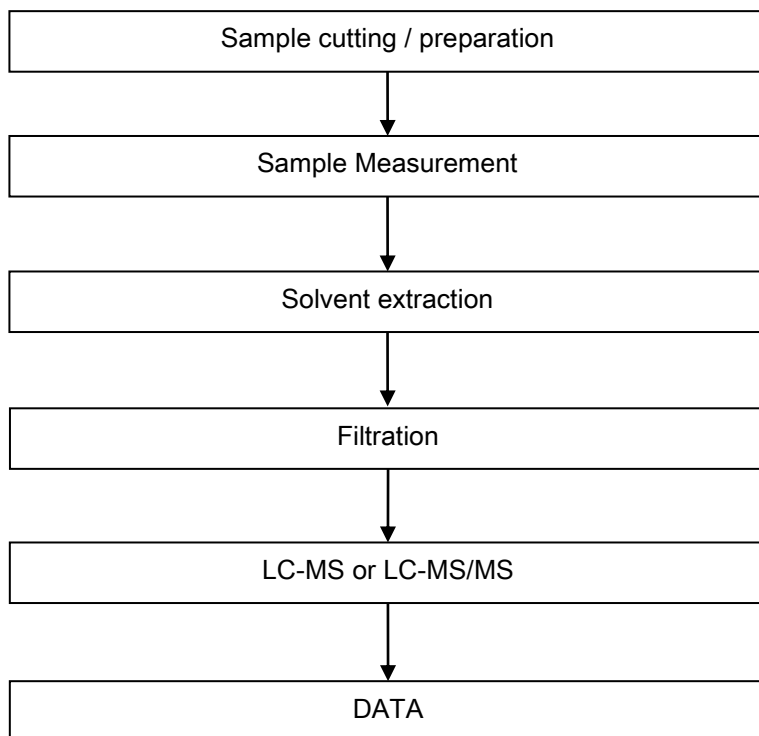 Sample cutting / preparation
Sample Measurement
Solvent extraction
Filtration
LC-MS or LC-MS/MS
DATA